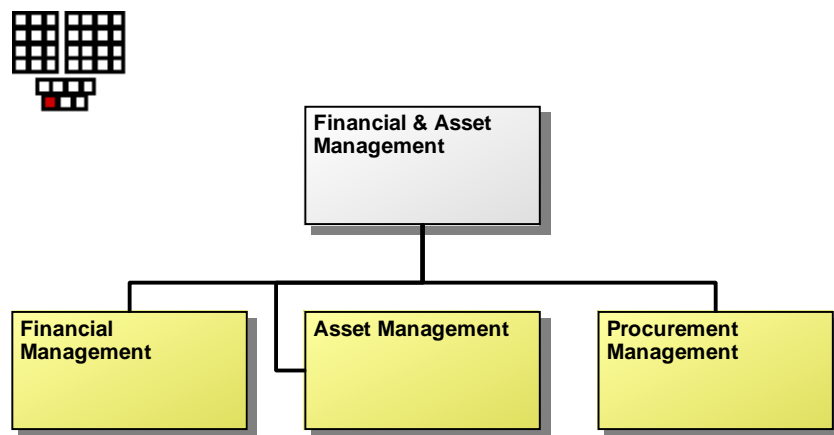 Financial & Asset
Management
Financial
Management
Asset Management
Procurement
Management